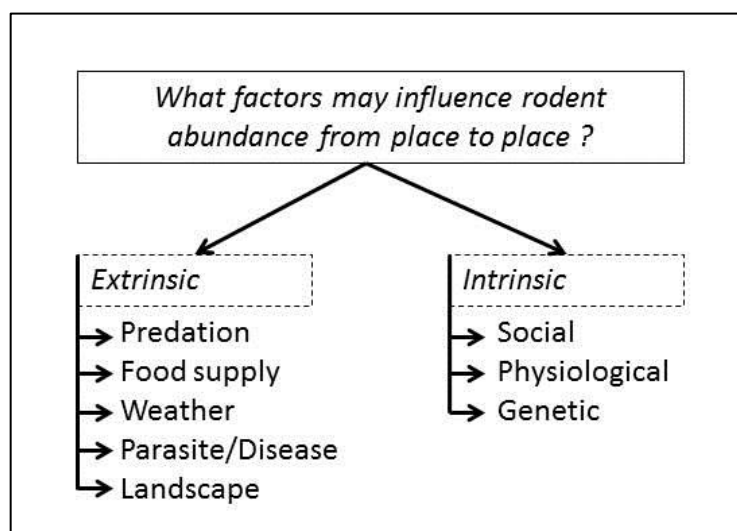 What factors may influence rodent
abundance from place to place ?
Extrinsic
Predation
Food supply
Weather
Parasite/Disease
Landscape
Intrinsic
Social
Physiological
Genetic